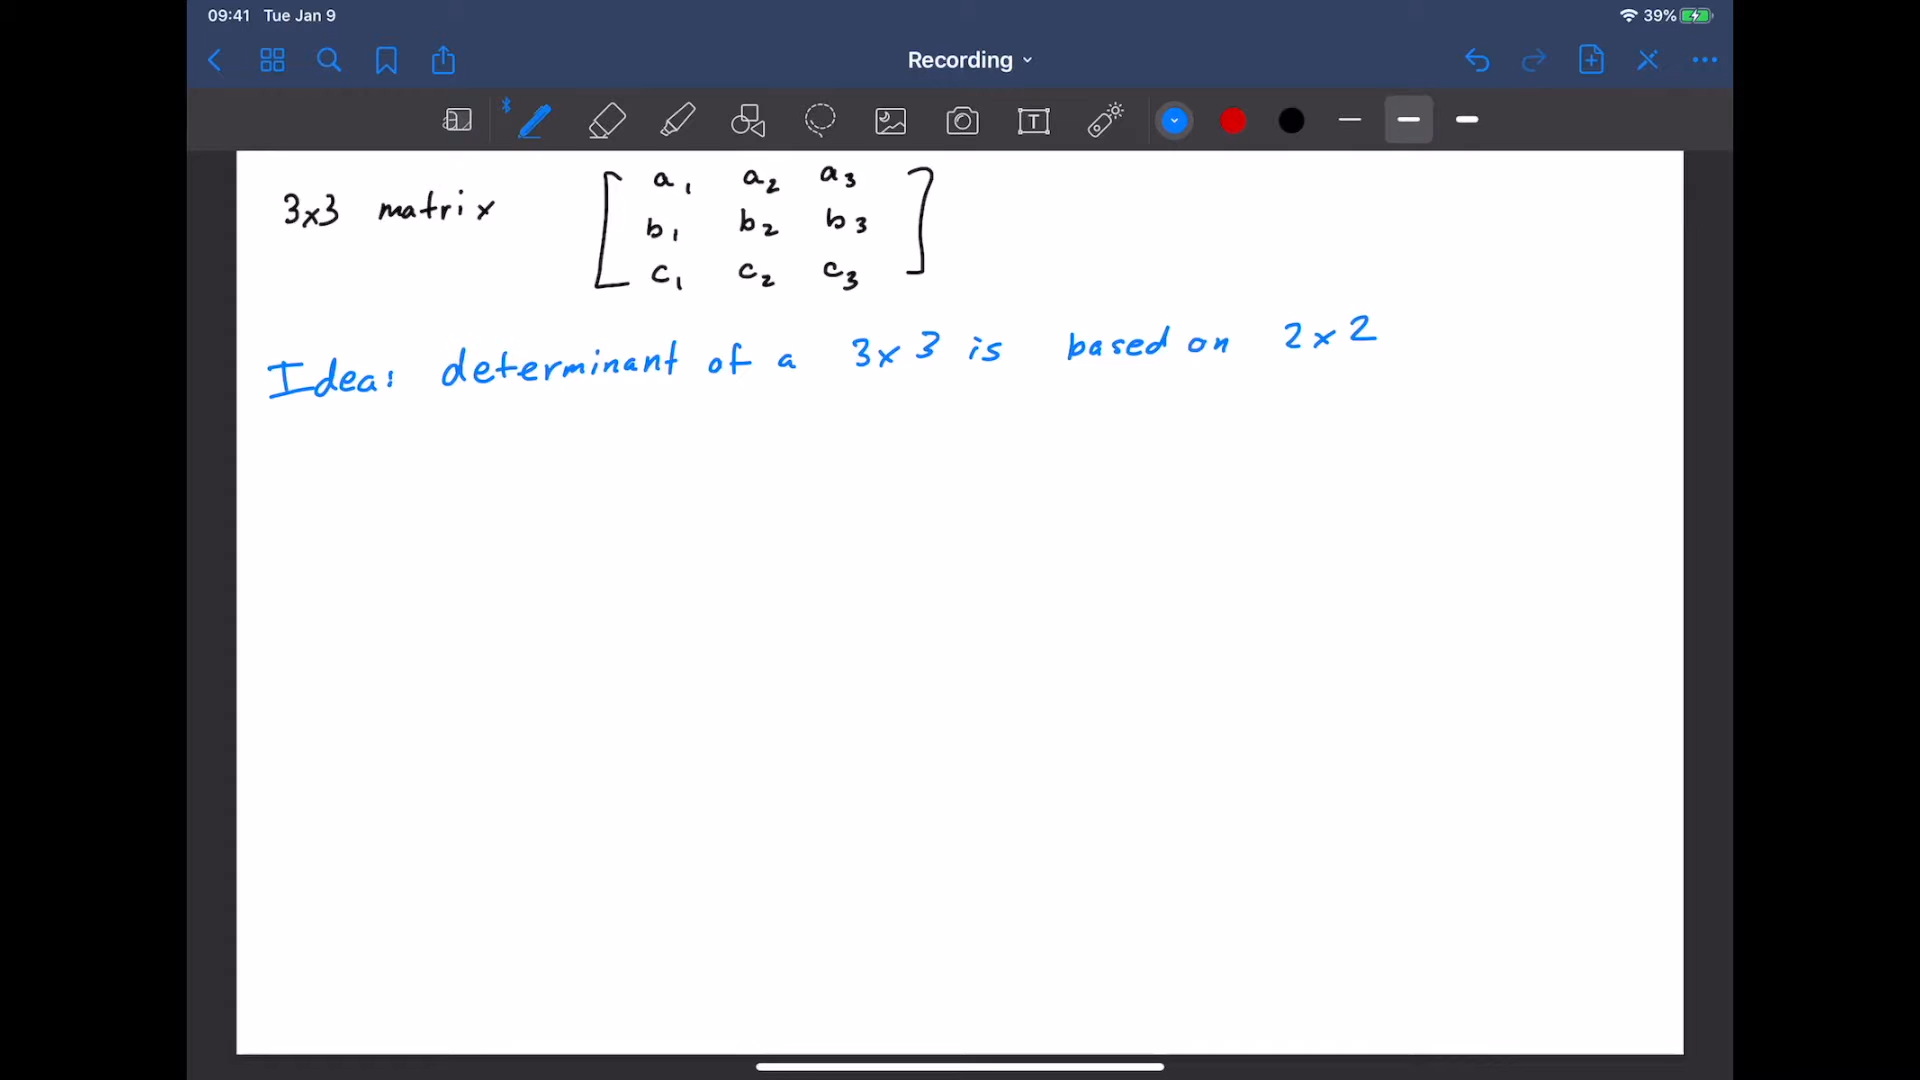 09:41 Tue Jan 9 39%
Recording
T
3x3 matrix
a1 a2 a3
b1 b2 b3
c1 c2 c3
Idea: determinant of a 3x3 is based on 2x2